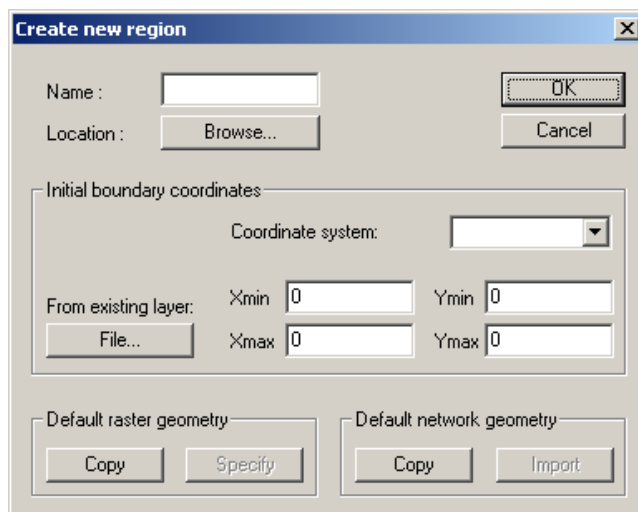 Create new region
Name :
OK
Location :
Browse...
Cancel
Initial boundary coordinates
Coordinate system:
From existing layer:
Xmin 0
Ymin 0
File...
Xmax 0
Ymax 0
Default raster geometry
Default network geometry
Copy
Specify
Copy
Import